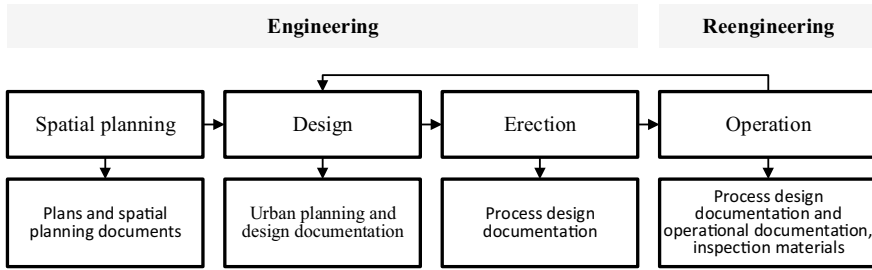 Engineering
Reengineering
Spatial planning
Design
Erection
Operation
Plans and spatial
planning documents
Urban planning and
design documentation
Process design
documentation
Process design
documentation and
operational documentation,
inspection materials